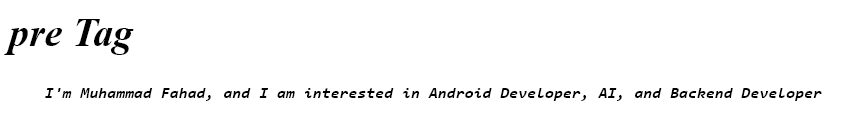 pre Tag
I'm Muhammad Fahad, and I am interested in Android Developer, AI, and Backend Developer